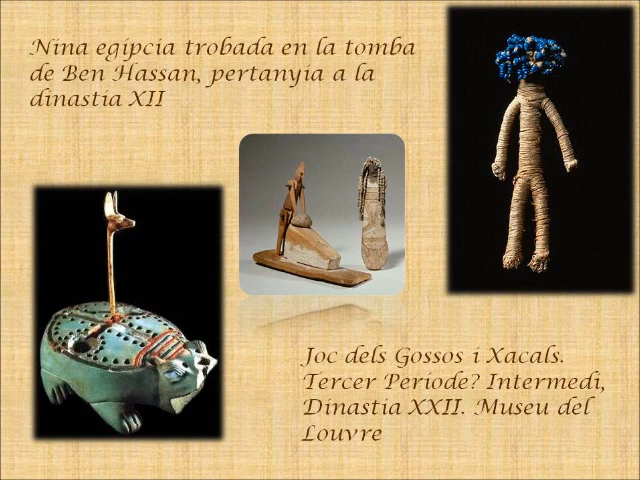 Nina egipcia trobada en la tomba
de Ben Hassan, pertanyia a la
dinastia XII
Joc dels Gossos i Xacals.
Tercer Període? Intermedi,
Dinastia XXII. Museu del
Louvre